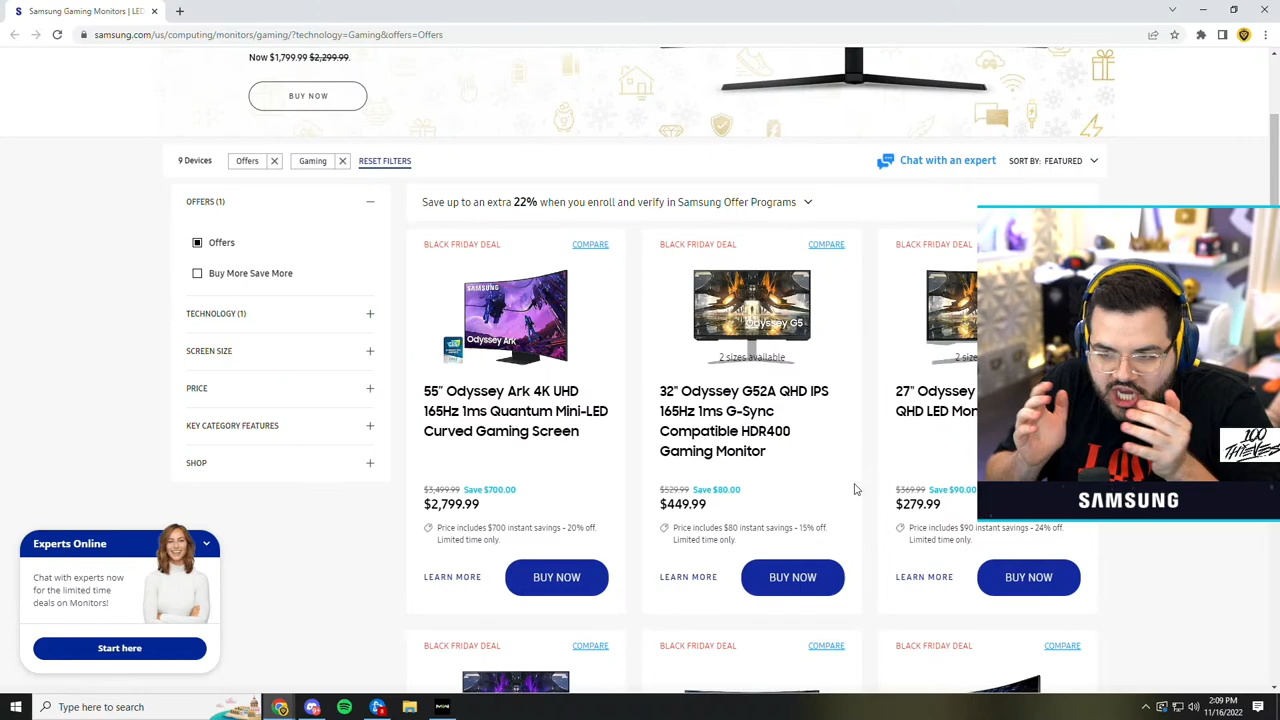 Samsung Gaming Monitors | LED
samsung.com/us/computing/monitors/gaming/?technology=Gaming&offers=Offers
Now $1,799.99 $2,299.99.
BUY NOW
9 Devices
Offers
Gaming
RESET FILTERS
Chat with an expert
SORT BY: FEATURED
OFFERS (1)
Offers
Buy More Save More
TECHNOLOGY (1)
SCREEN SIZE
PRICE
KEY CATEGORY FEATURES
SHOP
Save up to an extra 22% when you enroll and verify in Samsung Offer Programs
BLACK FRIDAY DEAL
COMPARE
SAMSUNG
Odyssey Ark
55" Odyssey Ark 4K UHD
165Hz 1ms Quantum Mini-LED
Curved Gaming Screen
$3,499.99 Save $700.00
$2,799.99
Price includes $700 instant savings - 20% off.
Limited time only.
LEARN MORE
BUY NOW
BLACK FRIDAY DEAL
COMPARE
Odyssey G5
2 sizes available
32" Odyssey G52A QHD IPS
165Hz 1ms G-Sync
Compatible HDR400
Gaming Monitor
$529.99 Save $80.00
$449.99
Price includes $80 instant savings - 15% off.
Limited time only.
LEARN MORE
BUY NOW
BLACK FRIDAY DEAL
2 size
27" Odyssey
QHD LED Mon
$369.99 Save $90.00
$279.99
Price includes $90 instant savings - 24% off.
Limited time only.
LEARN MORE
BUY NOW
100
THIEVES
SAMSUNG
BLACK FRIDAY DEAL
COMPARE
BLACK FRIDAY DEAL
COMPARE
BLACK FRIDAY DEAL
COMPARE
Experts Online
Chat with experts now
for the limited time
deals on Monitors!
Start here
Type here to search
2:09 PM
11/16/2022